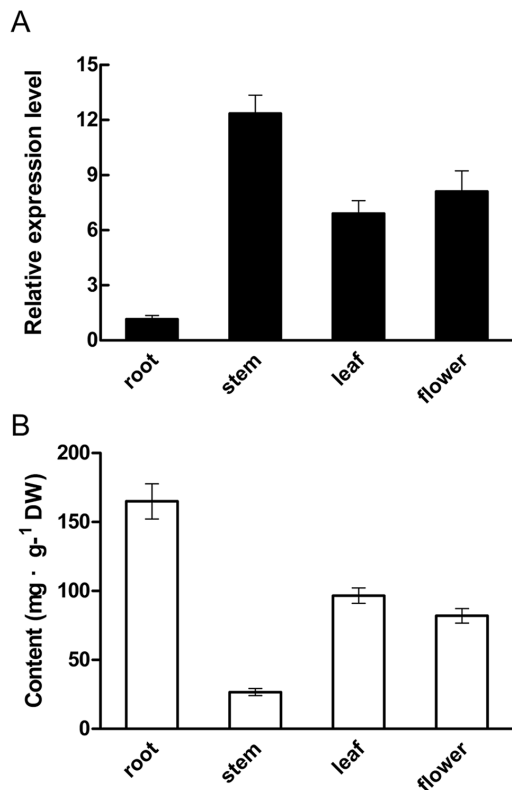 A
Relative expression level
15
12
9
6
3
0
root
stem
leaf
flower
B
Content (mg · g-¹ DW)
200
150
100
50
0
root
stem
leaf
flower